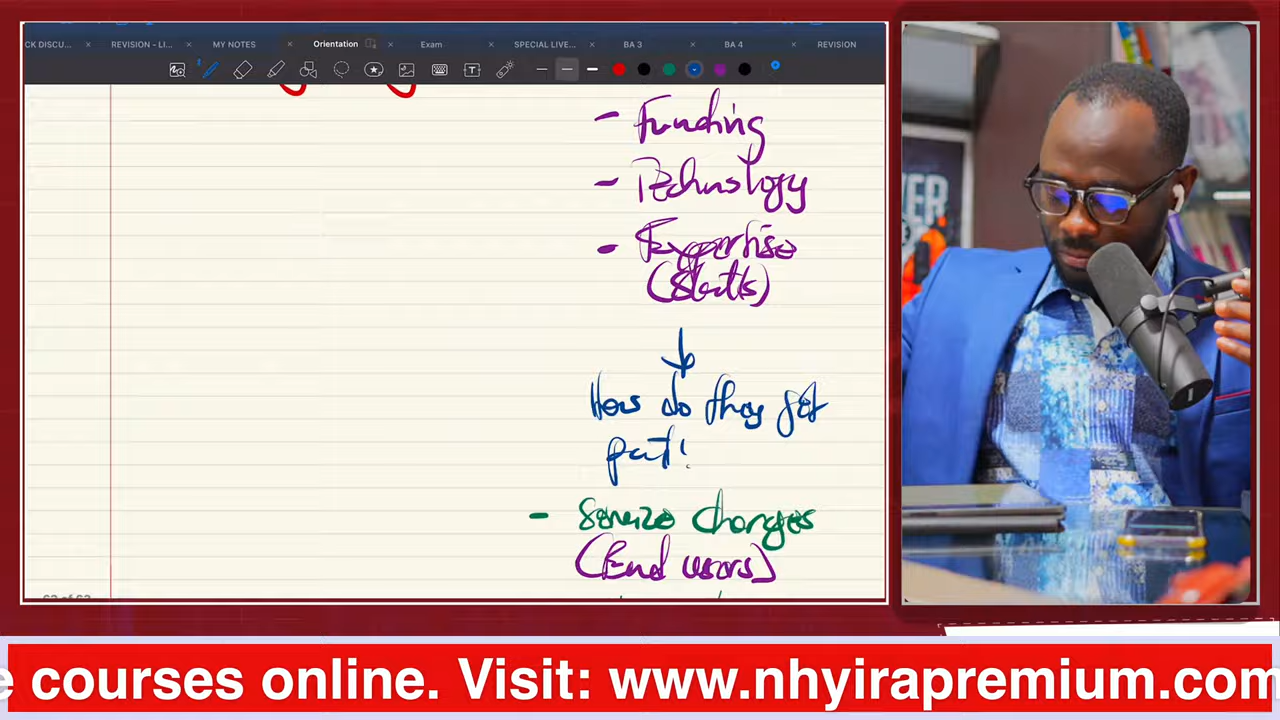 CK DISCU...
REVISION - LI...
MY NOTES
Orientation
Exam
SPECIAL LIVE...
BA 3
BA 4
REVISION
- Funding
- Technology
- Expertise
(Skills)
How do they get
paid?
- Service charges
(End users)
e courses online. Visit: www.nhyirapremium.com